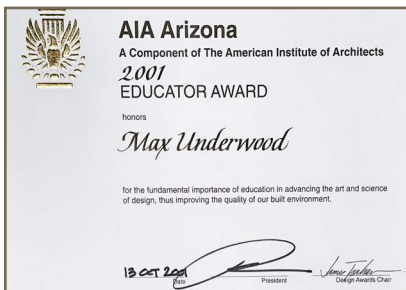 AIA Arizona
A Component of The American Institute of Architects
2001
EDUCATOR AWARD
honors
Max Underwood
for the fundamental importance of education in advancing the art and science
of design, thus improving the quality of our built environment.
13 OCT 2001
Date
President
Design Awards Chair